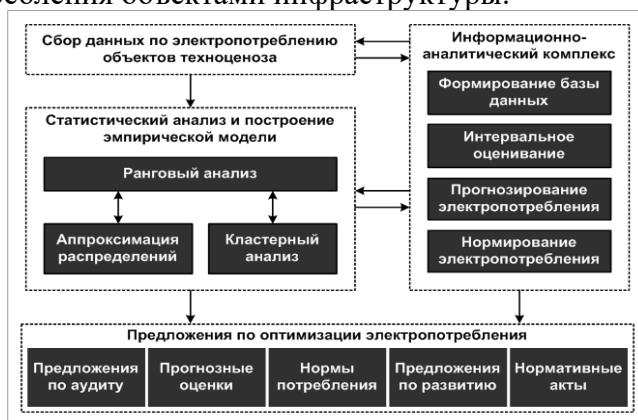 объектами инфраструктуры.
Сбор данных по электропотреблению
объектов техноценоза
Информационно-
аналитический комплекс
Формирование базы
данных
Интервальное
оценивание
Прогнозирование
электропотребления
Нормирование
электропотребления
Статистический анализ и построение
эмпирической модели
Ранговый анализ
Аппроксимация
распределений
Кластерный
анализ
Предложения по оптимизации электропотребления
Предложения
по аудиту
Прогнозные
оценки
Нормы
потребления
Предложения
по развитию
Нормативные
акты